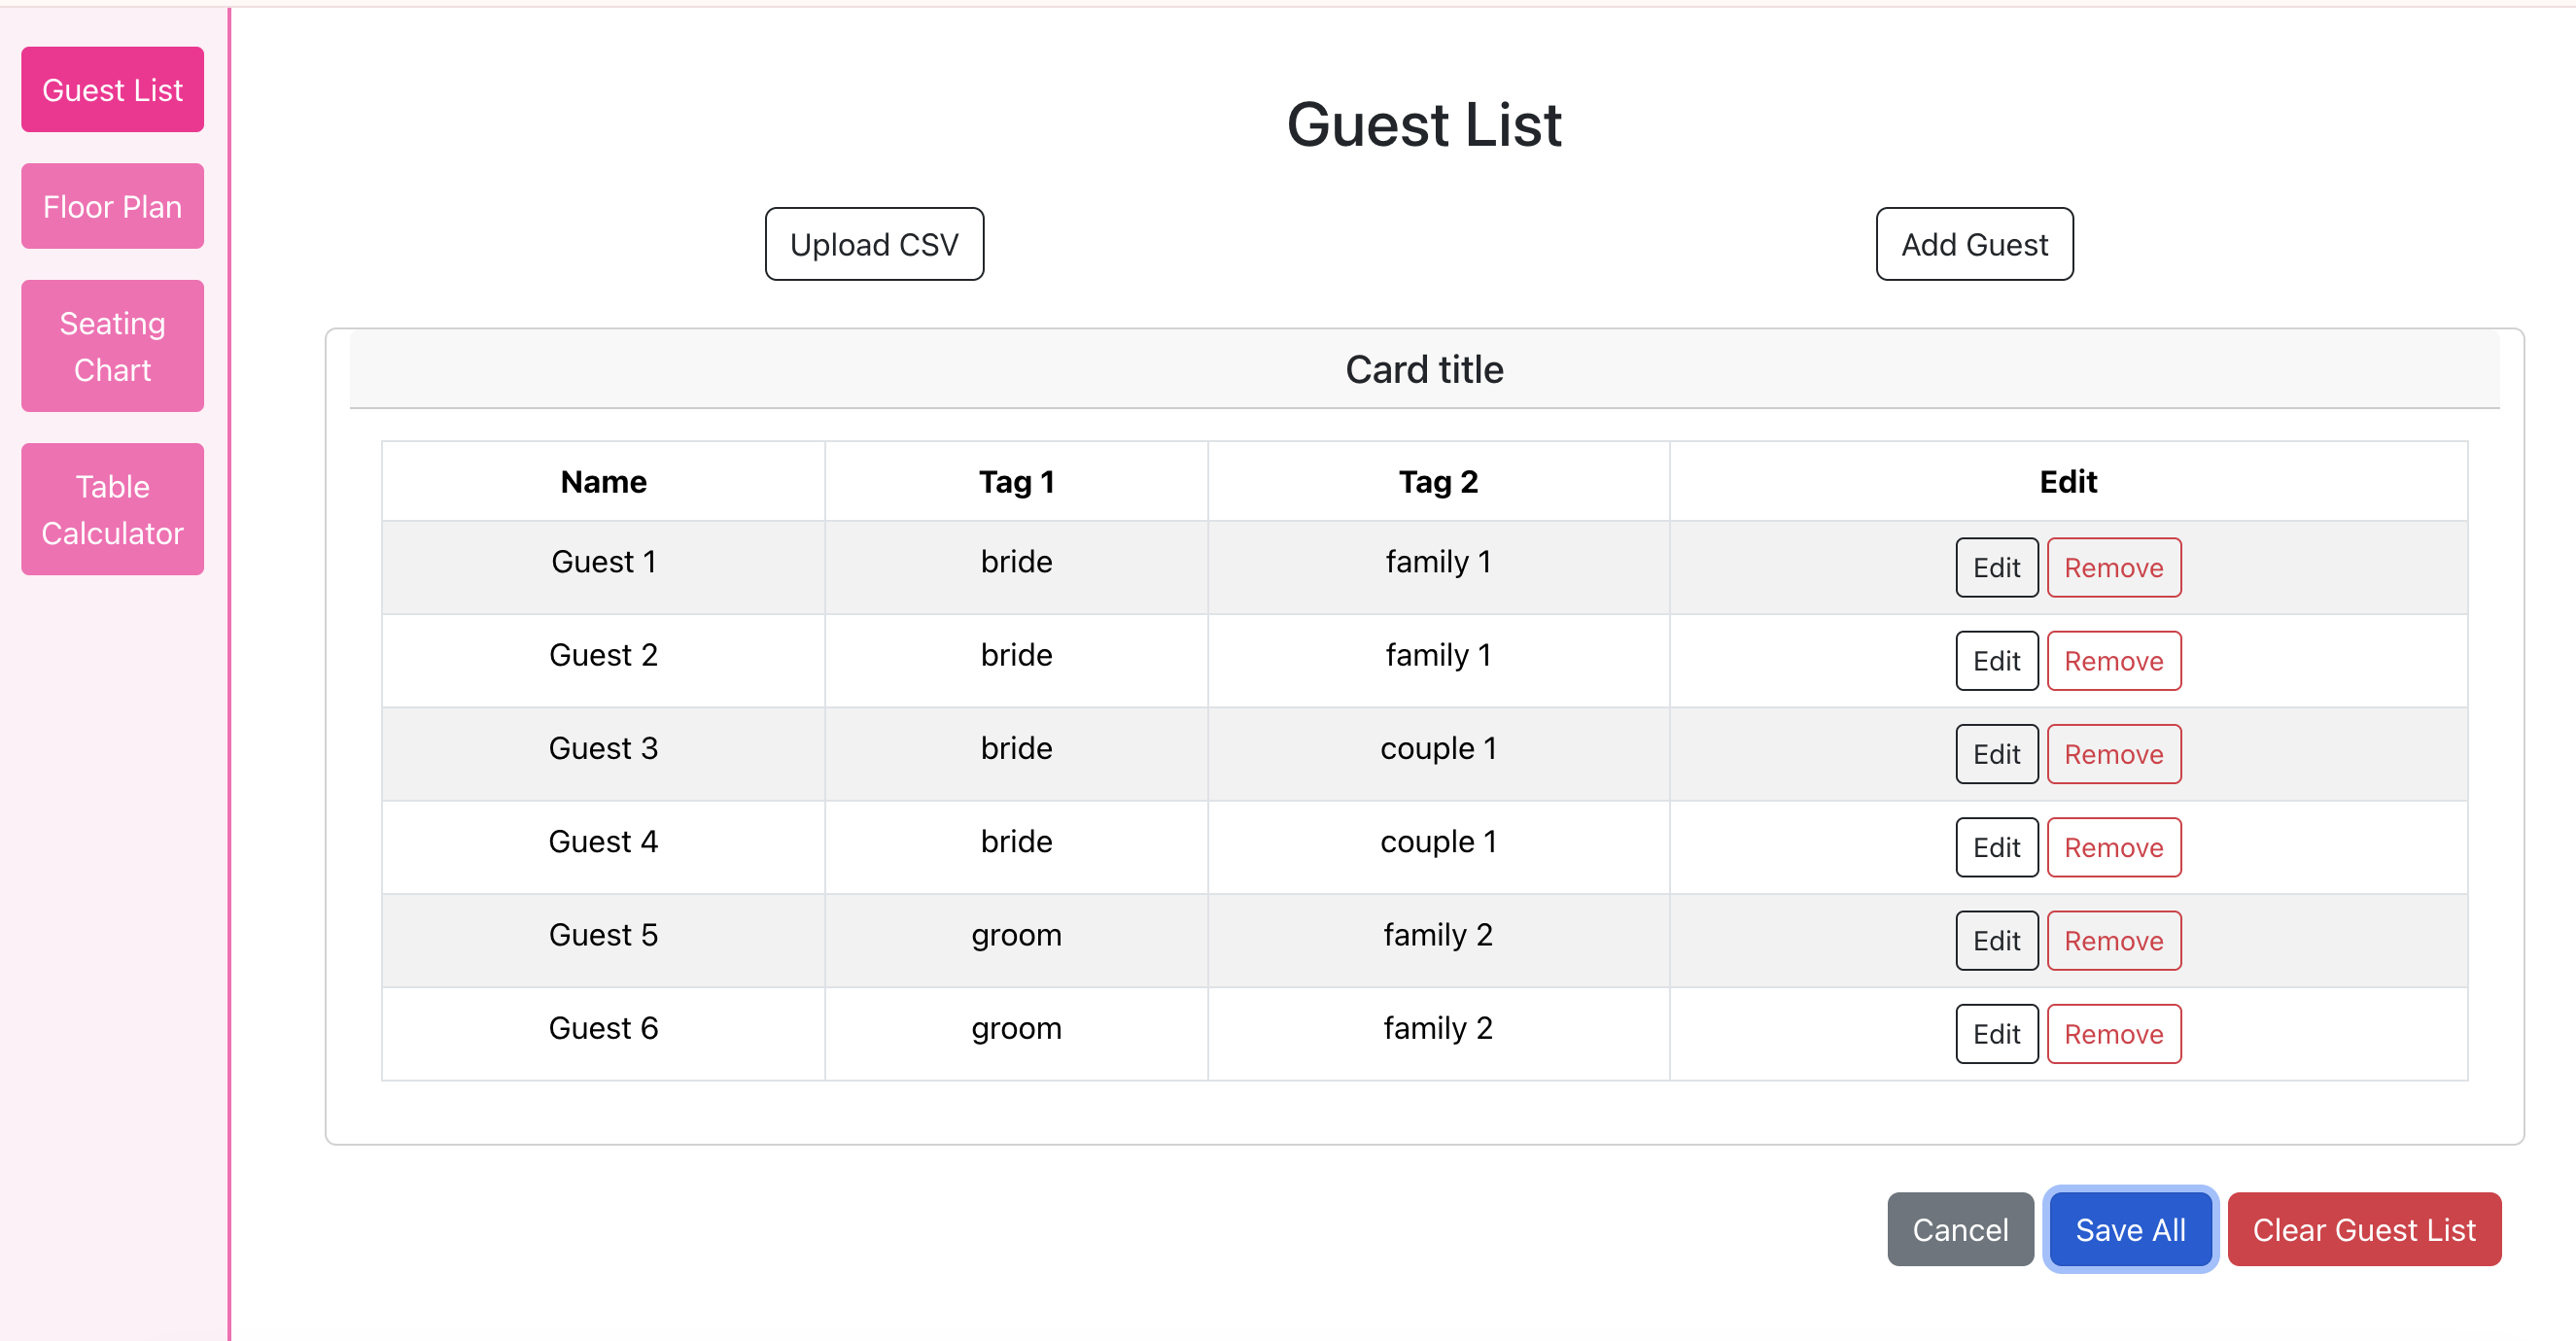 Guest List
Floor Plan
Seating
Chart
Table
Calculator
Guest List
Upload CSV Add Guest
Card title
Name Tag 1 Tag 2 Edit
Guest 1 bride family 1 Edit Remove
Guest 2 bride family 1 Edit Remove
Guest 3 bride couple 1 Edit Remove
Guest 4 bride couple 1 Edit Remove
Guest 5 groom family 2 Edit Remove
Guest 6 groom family 2 Edit Remove
Cancel Save All Clear Guest List